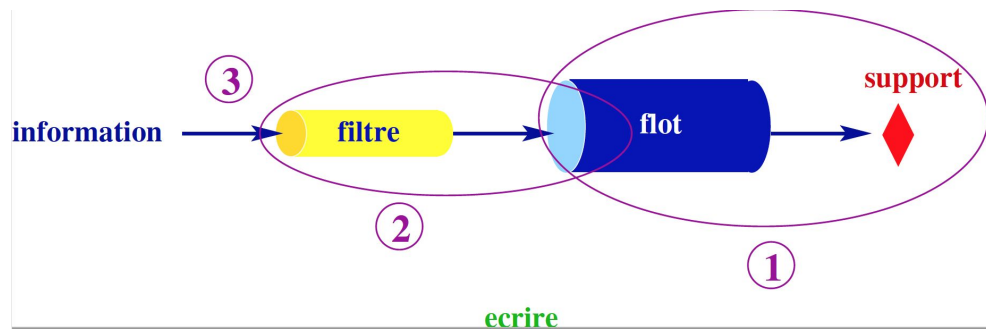 3
support
information
filtre
flot
2
1
ecrire